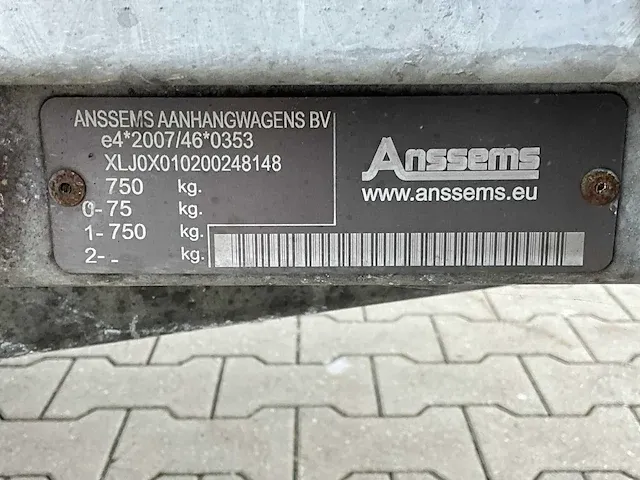 ANSSEMS AANHANGWAGENS BV
e4*2007/46*0353
XLJ0X010200248148
750 kg.
0- 75 kg.
1- 750 kg.
2- - kg.
Anssems
www.anssems.eu